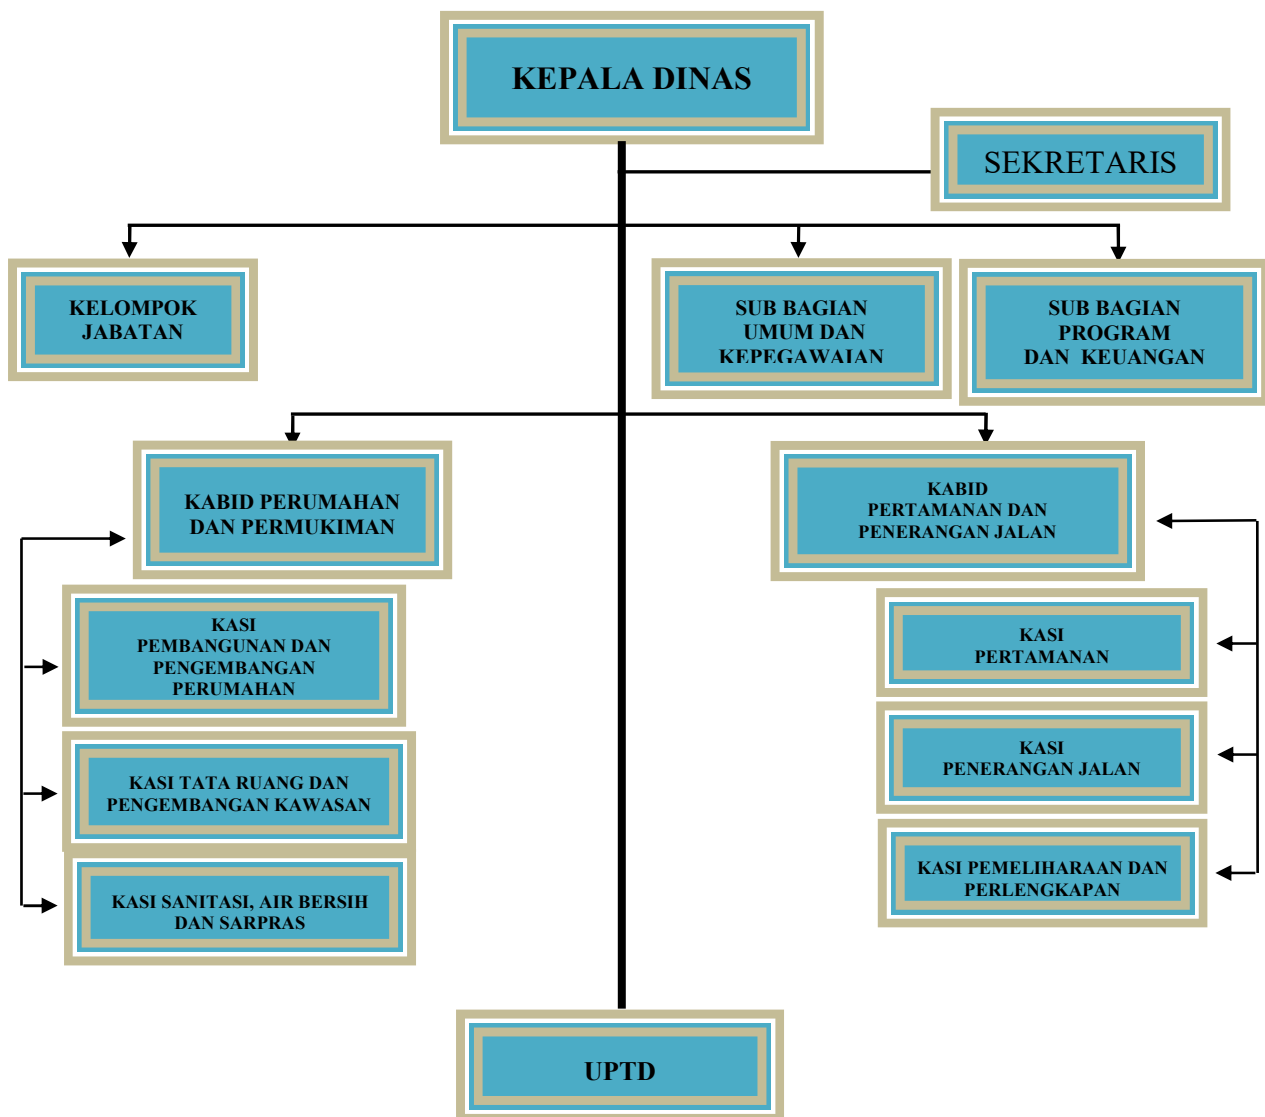 KEPALA DINAS
SEKRETARIS
KELOMPOK
JABATAN
SUB BAGIAN
UMUM DAN
KEPEGAWAIAN
SUB BAGIAN
PROGRAM
DAN KEUANGAN
KABID PERUMAHAN
DAN PERMUKIMAN
KABID
PERTAMANAN DAN
PENERANGAN JALAN
KASI
PEMBANGUNAN DAN
PENGEMBANGAN
PERUMAHAN
KASI
PERTAMANAN
KASI TATA RUANG DAN
PENGEMBANGAN KAWASAN
KASI
PENERANGAN JALAN
KASI SANITASI, AIR BERSIH
DAN SARPRAS
KASI PEMELIHARAAN DAN
PERLENGKAPAN
UPTD